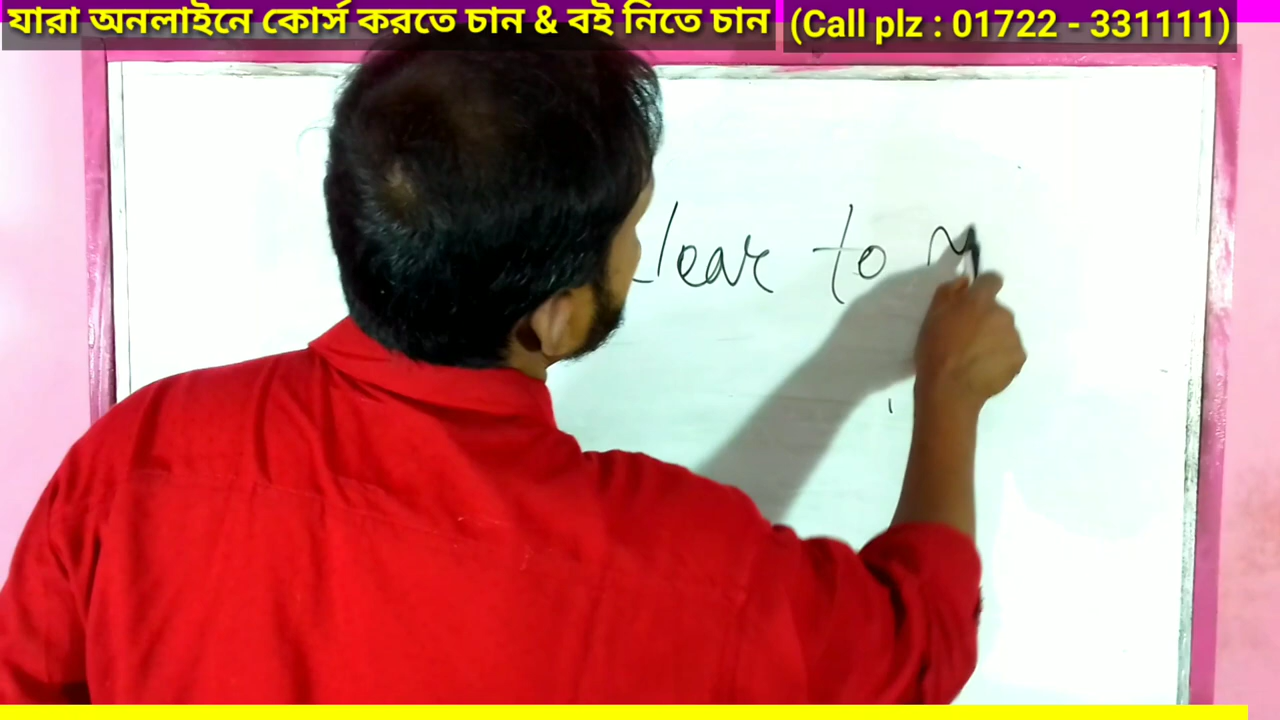 যারা অনলাইনে কোর্স করতে চান & বই নিতে চান (Call plz : 01722 - 331111)
lear to